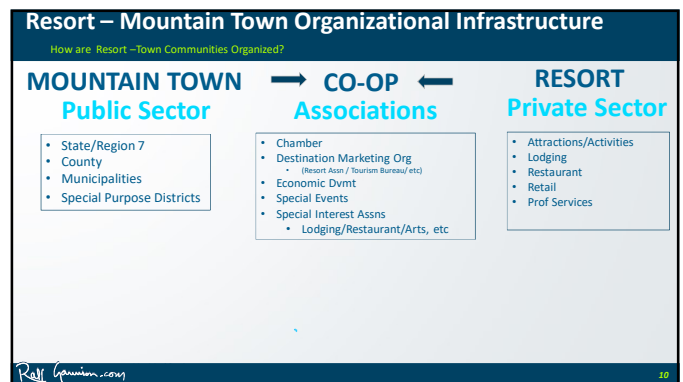 Resort – Mountain Town Organizational Infrastructure
How are Resort –Town Communities Organized?
MOUNTAIN TOWN
Public Sector
• State/Region 7
• County
• Municipalities
• Special Purpose Districts
CO-OP
Associations
• Chamber
• Destination Marketing Org
• (Resort Assn / Tourism Bureau/ etc)
• Economic Dvmt
• Special Events
• Special Interest Assns
• Lodging/Restaurant/Arts, etc
RESORT
Private Sector
• Attractions/Activities
• Lodging
• Restaurant
• Retail
• Prof Services
Ralf Garrison.com
10